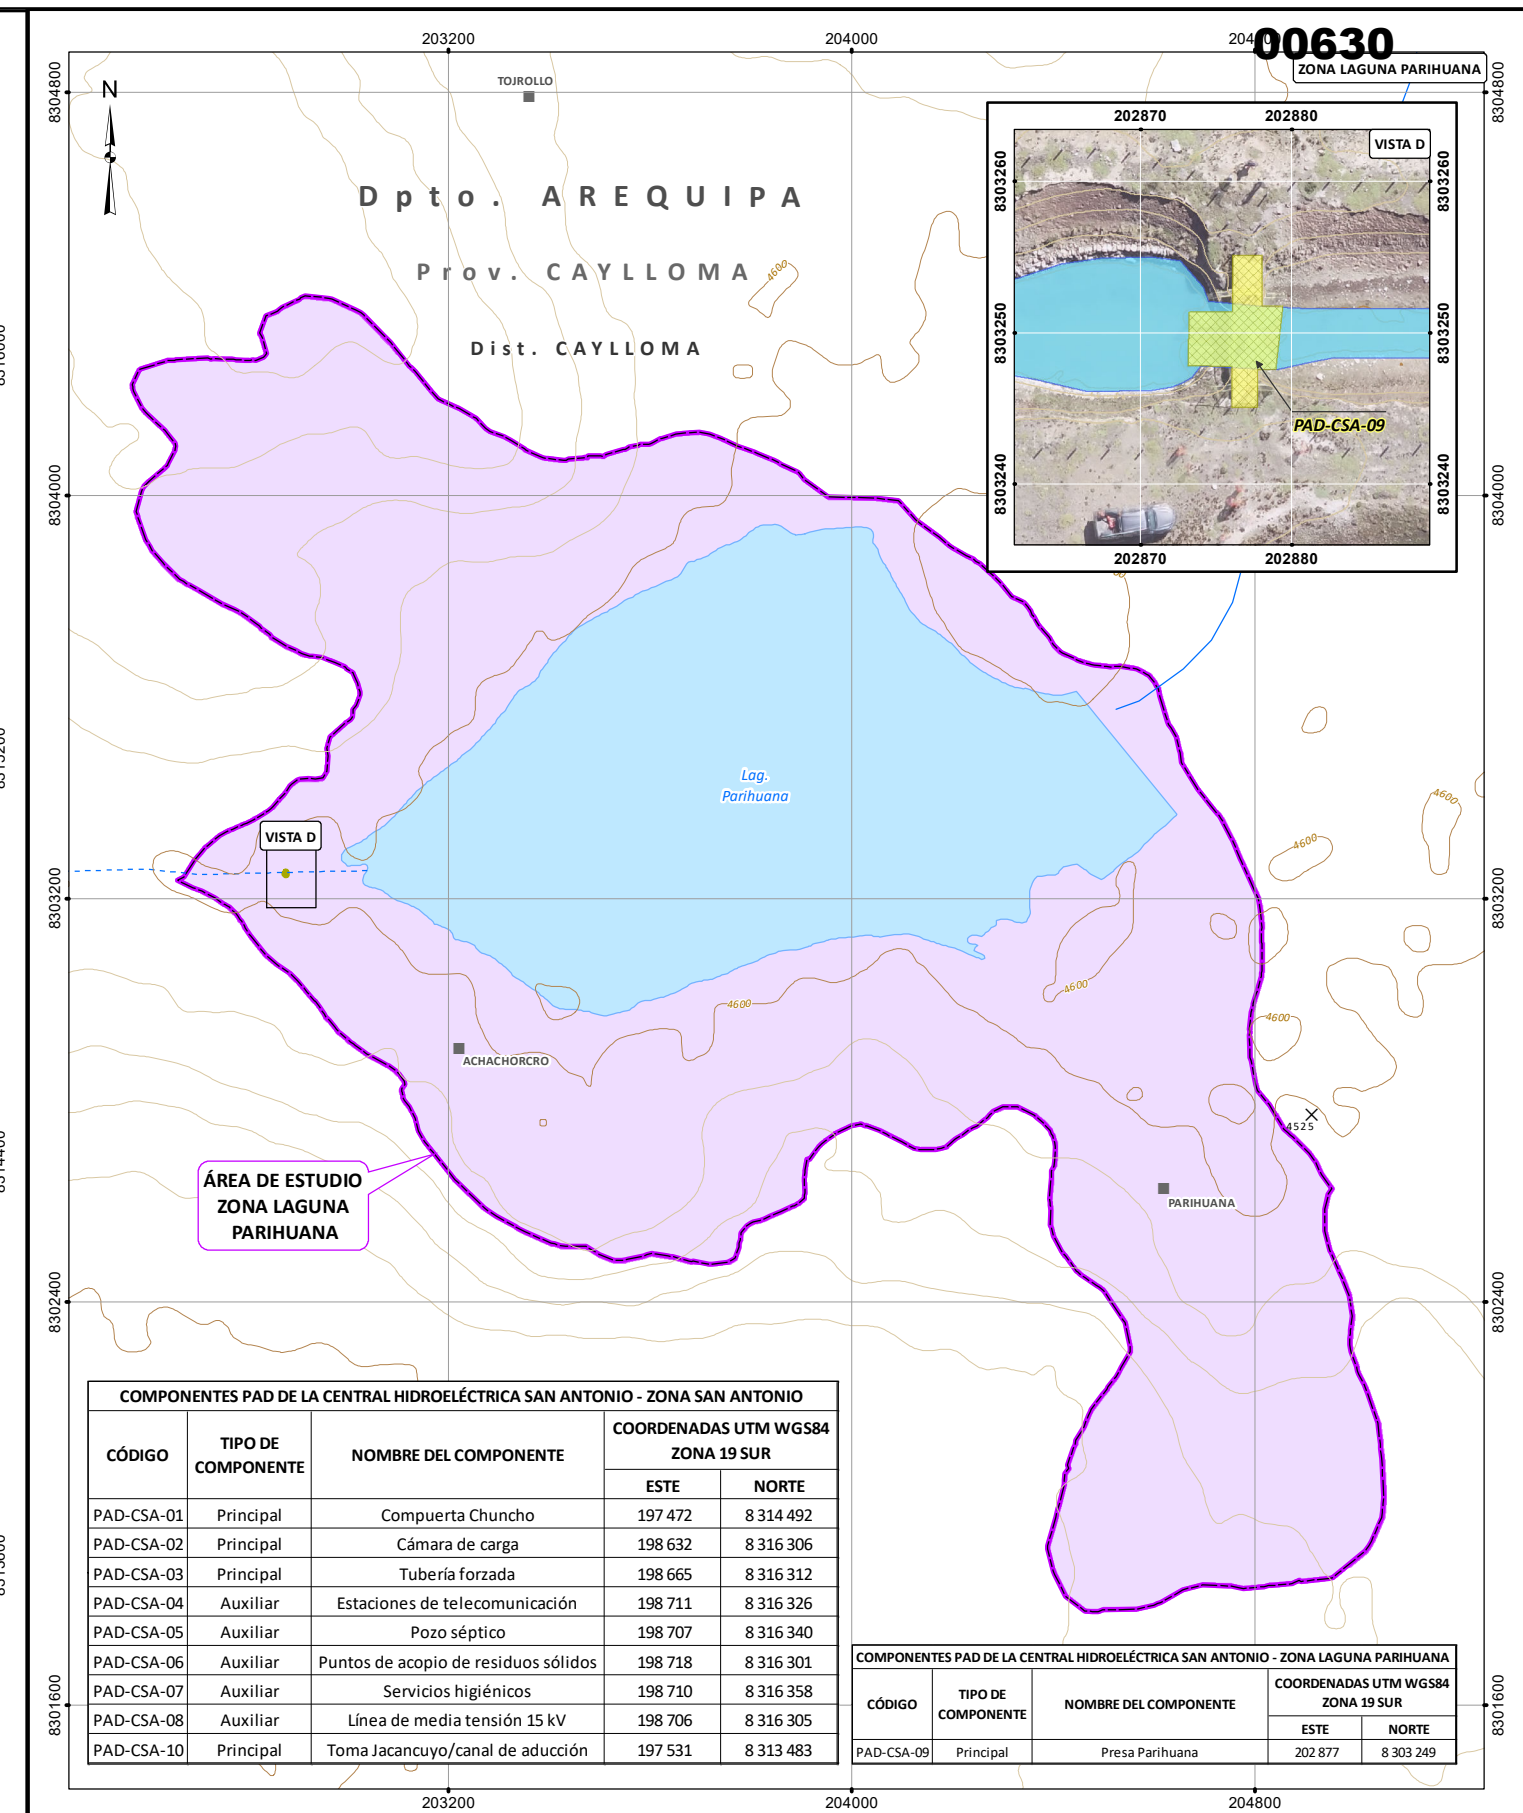 00630
203200 204000
ZONA LAGUNA PARIHUANA
8304800
8304800
N
TOJROLLO
Dpto. AREQUIPA
Prov. CAYLLOMA
Dist. CAYLLOMA
4600
202870 202880
VISTA D
8303260
8303260
8303250
8303250
PAD-CSA-09
8303240
8303240
202870 202880
8304000
8304000
Lag.
Parihuana
4600
4600
VISTA D
8303200
8303200
4600
4600
4600
ACHACHORCRO
4525
ÁREA DE ESTUDIO
ZONA LAGUNA
PARIHUANA
PARIHUANA
8302400
8302400
COMPONENTES PAD DE LA CENTRAL HIDROELÉCTRICA SAN ANTONIO - ZONA SAN ANTONIO
CÓDIGO TIPO DE COMPONENTE NOMBRE DEL COMPONENTE COORDENADAS UTM WGS84 ZONA 19 SUR
ESTE NORTE
PAD-CSA-01 Principal Compuerta Chuncho 197 472 8 314 492
PAD-CSA-02 Principal Cámara de carga 198 632 8 316 306
PAD-CSA-03 Principal Tubería forzada 198 665 8 316 312
PAD-CSA-04 Auxiliar Estaciones de telecomunicación 198 711 8 316 326
PAD-CSA-05 Auxiliar Pozo séptico 198 707 8 316 340
PAD-CSA-06 Auxiliar Puntos de acopio de residuos sólidos 198 718 8 316 301
PAD-CSA-07 Auxiliar Servicios higiénicos 198 710 8 316 358
PAD-CSA-08 Auxiliar Línea de media tensión 15 kV 198 706 8 316 305
PAD-CSA-10 Principal Toma Jacancuyo/canal de aducción 197 531 8 313 483
COMPONENTES PAD DE LA CENTRAL HIDROELÉCTRICA SAN ANTONIO - ZONA LAGUNA PARIHUANA
CÓDIGO TIPO DE COMPONENTE NOMBRE DEL COMPONENTE COORDENADAS UTM WGS84 ZONA 19 SUR
ESTE NORTE
PAD-CSA-09 Principal Presa Parihuana 202 877 8 303 249
8301600
8301600
203200 204000 204800